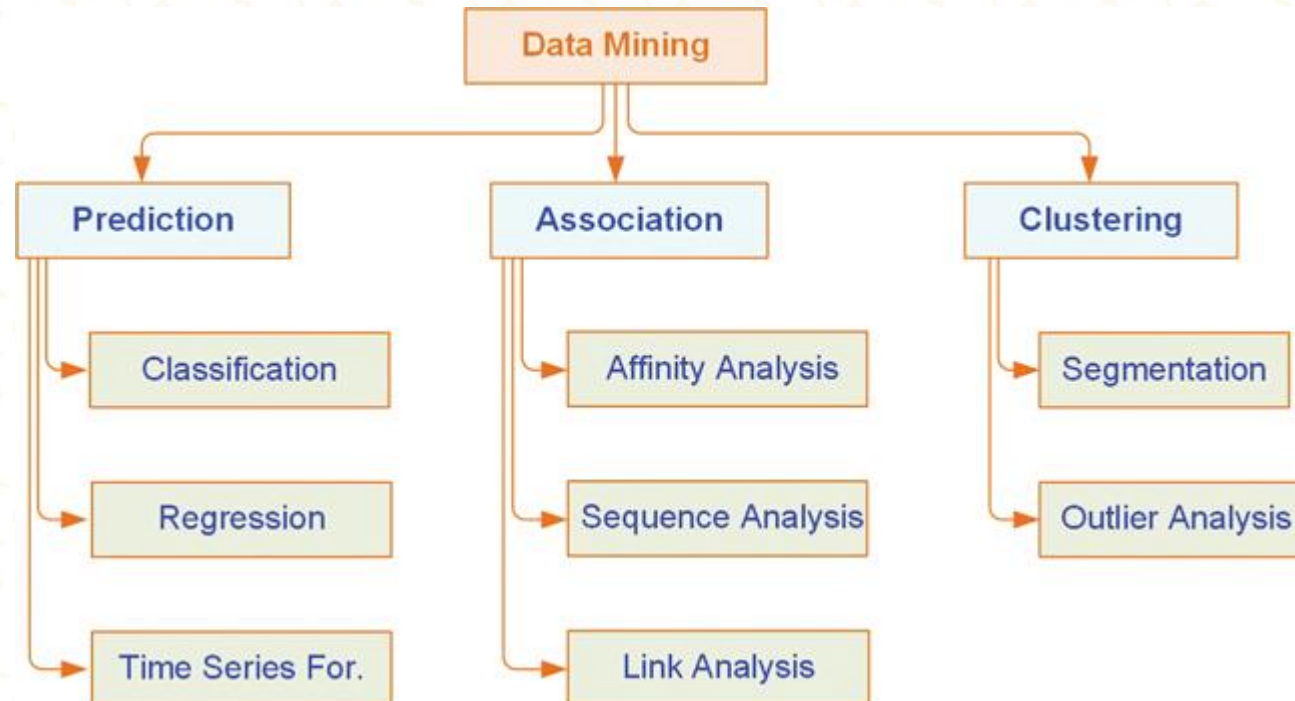 Data Mining
Prediction
Association
Clustering
Classification
Affinity Analysis
Segmentation
Regression
Sequence Analysis
Outlier Analysis
Time Series For.
Link Analysis